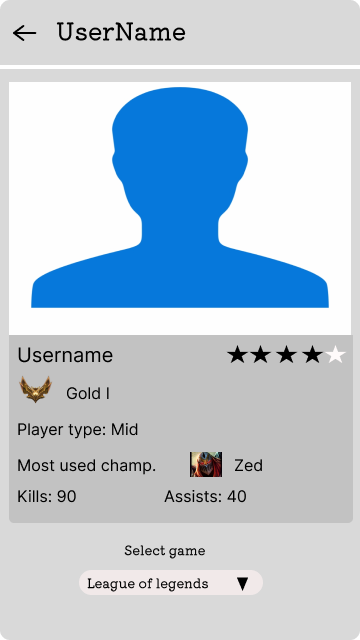 UserName
Username
Gold I
Player type: Mid
Most used champ. Zed
Kills: 90 Assists: 40
Select game
League of legends